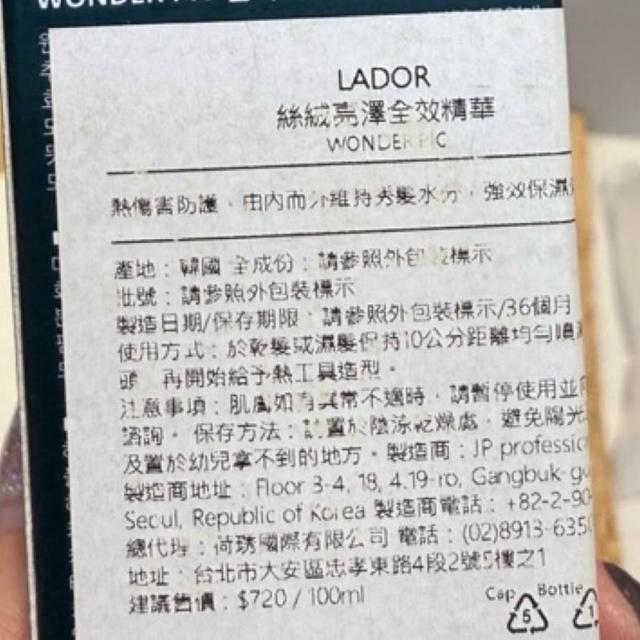 LADOR
絲絨亮澤全效精華
WONDER PIC
熱傷害防護，由內而外維持秀髮水分，強效保濕
產地：韓國 全成份：請參照外包裝標示
批號：請參照外包裝標示
製造日期/保存期限：請參照外包裝標示/36個月
使用方式：於乾髮或濕髮保持10公分距離均勻噴
頭，再開始給予熱工具造型。
注意事項：肌膚如有異常不適時，請暫停使用並
諮詢。保存方法：請置於陰涼乾燥處，避免陽光
及置於幼兒拿不到的地方。製造商：JP professio
製造商地址：Floor 3-4, 18, 4.19-ro, Gangbuk-gu
Seoul, Republic of Korea 製造商電話：+82-2-90
總代理：荷琇國際有限公司 電話：(02)8913-635
地址：台北市大安區忠孝東路4段2號5樓之1
建議售價：$720 / 100ml
Cap Bottle
5 1